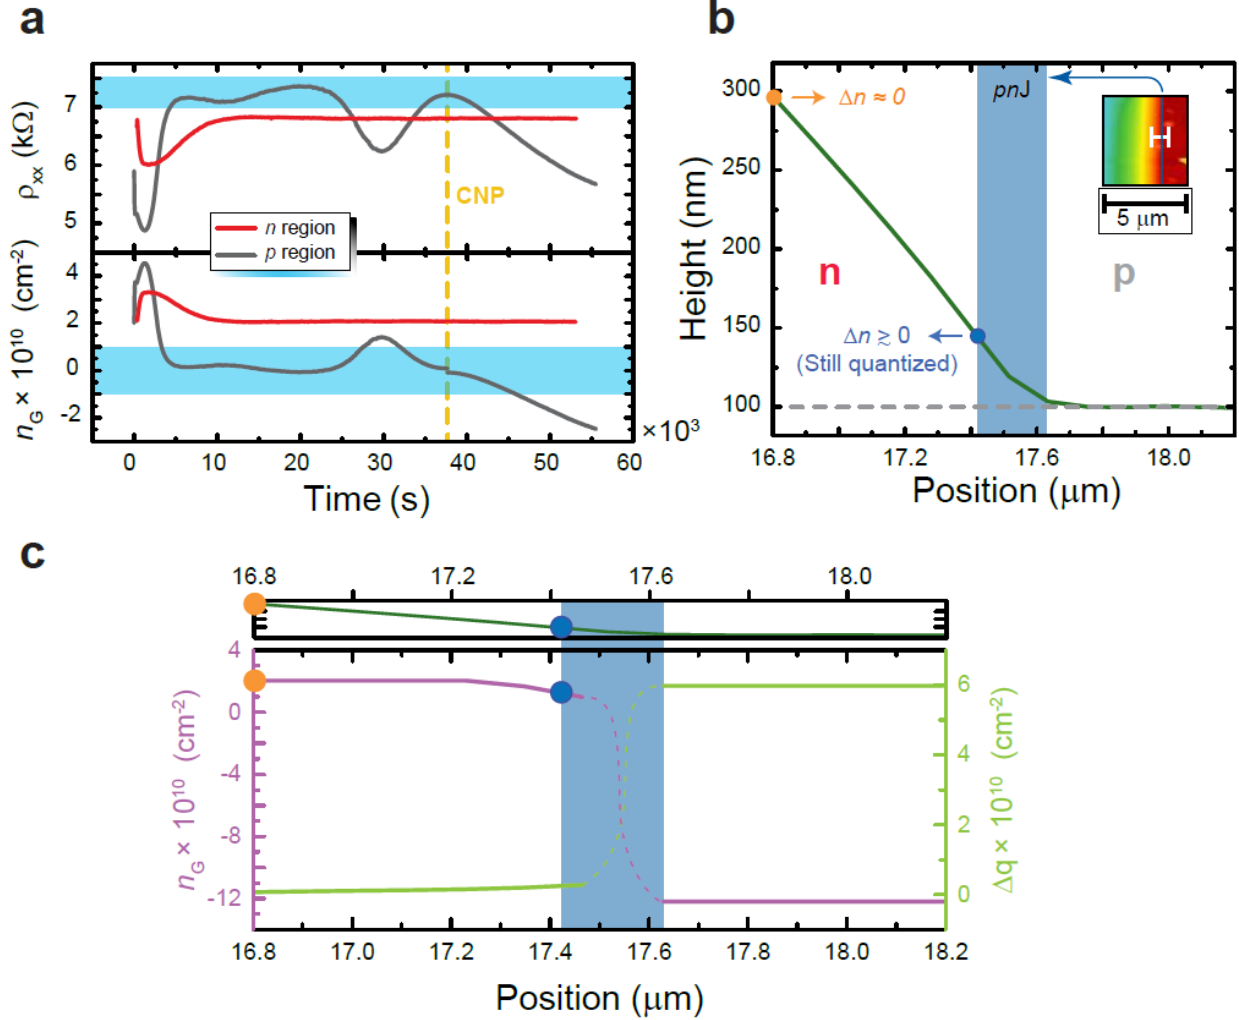 a
ρxx (kΩ)
7
6
5
CNP
n region
p region
nG × 10¹⁰ (cm⁻²)
4
2
0
-2
×10³
0 10 20 30 40 50 60
Time (s)
b
Height (nm)
300
250
200
150
100
Δn ≈ 0
pnJ
5 μm
n
p
Δn ≳ 0
(Still quantized)
16.8 17.2 17.6 18.0
Position (μm)
c
16.8 17.2 17.6 18.0
nG × 10¹⁰ (cm⁻²)
4
0
-4
-8
-12
6
4
2
0
Δq × 10¹⁰ (cm⁻²)
16.8 17.0 17.2 17.4 17.6 17.8 18.0 18.2
Position (μm)